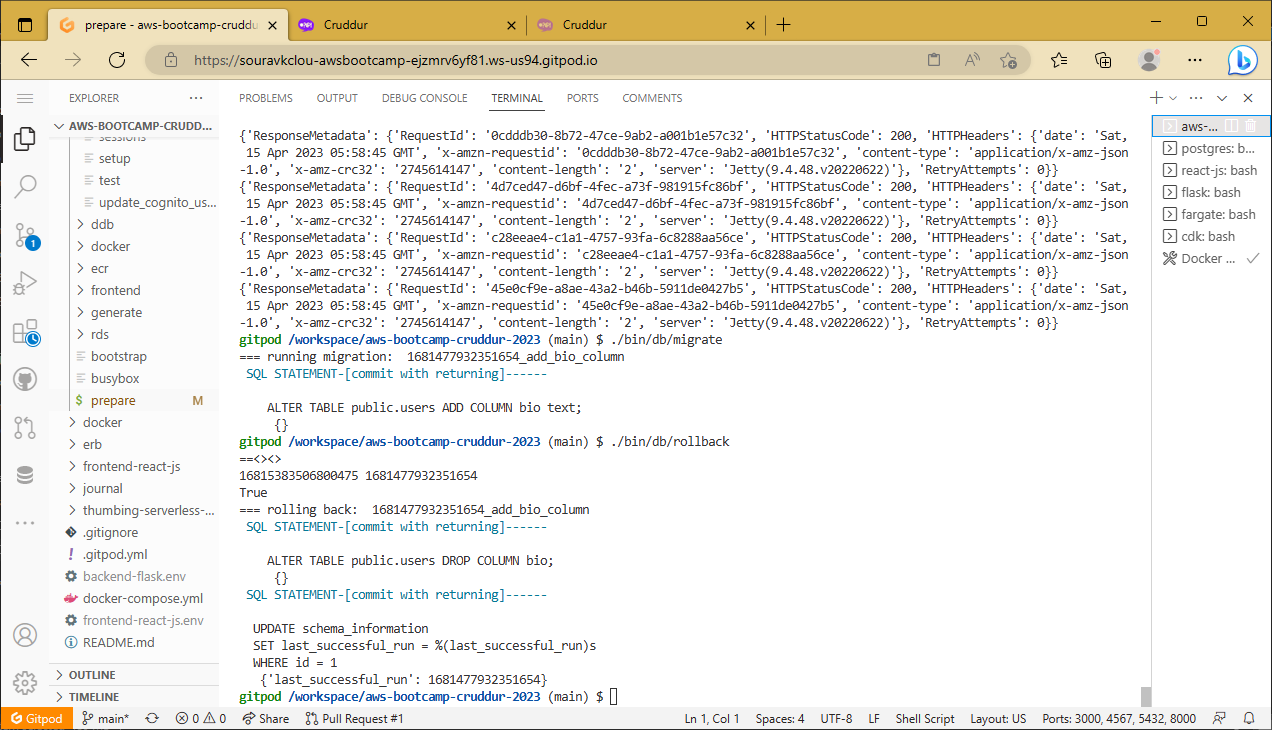 prepare - aws-bootcamp-cruddu
Cruddur
Cruddur
https://souravkclou-awsbootcamp-ejzmrv6yf81.ws-us94.gitpod.io
EXPLORER
PROBLEMS
OUTPUT
DEBUG CONSOLE
TERMINAL
PORTS
COMMENTS
AWS-BOOTCAMP-CRUDD...
sessions
setup
test
update_cognito_us...
ddb
docker
ecr
frontend
generate
rds
bootstrap
busybox
prepare M
docker
erb
frontend-react-js
journal
thumbing-serverless-...
.gitignore
.gitpod.yml
backend-flask.env
docker-compose.yml
frontend-react-js.env
README.md
OUTLINE
TIMELINE
1
{'ResponseMetadata': {'RequestId': '0cdddb30-8b72-47ce-9ab2-a001b1e57c32', 'HTTPStatusCode': 200, 'HTTPHeaders': {'date': 'Sat,
15 Apr 2023 05:58:45 GMT', 'x-amzn-requestid': '0cdddb30-8b72-47ce-9ab2-a001b1e57c32', 'content-type': 'application/x-amz-json
-1.0', 'x-amz-crc32': '2745614147', 'content-length': '2', 'server': 'Jetty(9.4.48.v20220622)'}, 'RetryAttempts': 0}}
{'ResponseMetadata': {'RequestId': '4d7ced47-d6bf-4fec-a73f-981915fc86bf', 'HTTPStatusCode': 200, 'HTTPHeaders': {'date': 'Sat,
15 Apr 2023 05:58:45 GMT', 'x-amzn-requestid': '4d7ced47-d6bf-4fec-a73f-981915fc86bf', 'content-type': 'application/x-amz-json
-1.0', 'x-amz-crc32': '2745614147', 'content-length': '2', 'server': 'Jetty(9.4.48.v20220622)'}, 'RetryAttempts': 0}}
{'ResponseMetadata': {'RequestId': 'c28eeae4-c1a1-4757-93fa-6c8288aa56ce', 'HTTPStatusCode': 200, 'HTTPHeaders': {'date': 'Sat,
15 Apr 2023 05:58:45 GMT', 'x-amzn-requestid': 'c28eeae4-c1a1-4757-93fa-6c8288aa56ce', 'content-type': 'application/x-amz-json
-1.0', 'x-amz-crc32': '2745614147', 'content-length': '2', 'server': 'Jetty(9.4.48.v20220622)'}, 'RetryAttempts': 0}}
{'ResponseMetadata': {'RequestId': '45e0cf9e-a8ae-43a2-b46b-5911de0427b5', 'HTTPStatusCode': 200, 'HTTPHeaders': {'date': 'Sat,
15 Apr 2023 05:58:45 GMT', 'x-amzn-requestid': '45e0cf9e-a8ae-43a2-b46b-5911de0427b5', 'content-type': 'application/x-amz-json
-1.0', 'x-amz-crc32': '2745614147', 'content-length': '2', 'server': 'Jetty(9.4.48.v20220622)'}, 'RetryAttempts': 0}}
gitpod /workspace/aws-bootcamp-cruddur-2023 (main) $ ./bin/db/migrate
=== running migration:  1681477932351654_add_bio_column
SQL STATEMENT-[commit with returning]------
ALTER TABLE public.users ADD COLUMN bio text;
{}
gitpod /workspace/aws-bootcamp-cruddur-2023 (main) $ ./bin/db/rollback
==<><>
16815383506800475 1681477932351654
True
=== rolling back:  1681477932351654_add_bio_column
SQL STATEMENT-[commit with returning]------
ALTER TABLE public.users DROP COLUMN bio;
{}
SQL STATEMENT-[commit with returning]------
UPDATE schema_information
SET last_successful_run = %(last_successful_run)s
WHERE id = 1
{'last_successful_run': 1681477932351654}
gitpod /workspace/aws-bootcamp-cruddur-2023 (main) $
aws-...
postgres: b...
react-js: bash
flask: bash
fargate: bash
cdk: bash
Docker ...
Gitpod
main*
0
0
Share
Pull Request #1
Ln 1, Col 1
Spaces: 4
UTF-8
LF
Shell Script
Layout: US
Ports: 3000, 4567, 5432, 8000